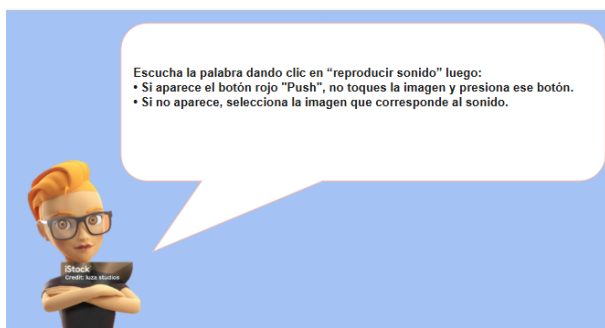 Escucha la palabra dando clic en “reproducir sonido” luego:
• Si aparece el botón rojo "Push", no toques la imagen y presiona ese botón.
• Si no aparece, selecciona la imagen que corresponde al sonido.
iStock
Credit: luza studios